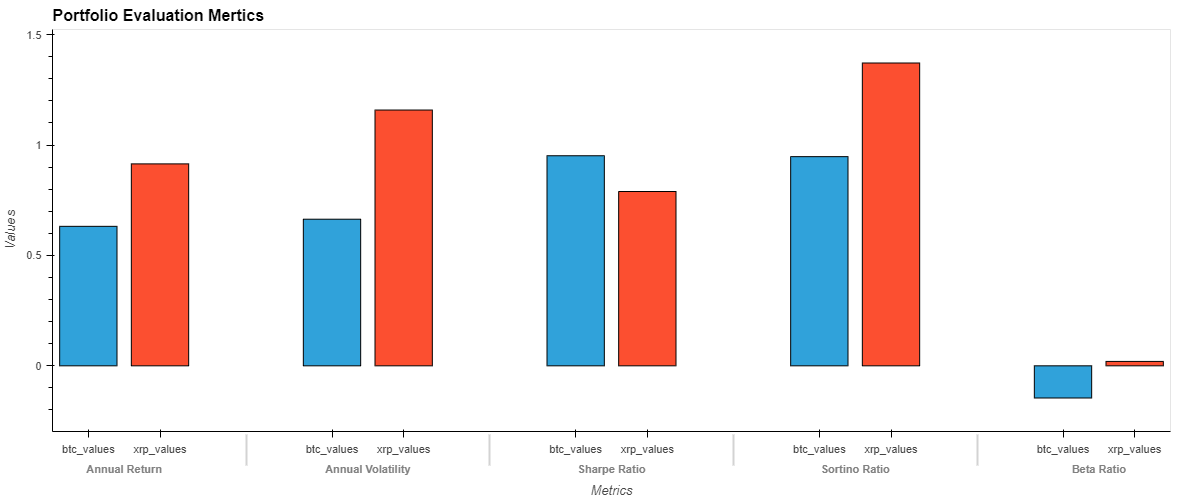 Portfolio Evaluation Mertics
1.5
1
0.5
0
Values
btc_values xrp_values btc_values xrp_values btc_values xrp_values btc_values xrp_values btc_values xrp_values
Annual Return Annual Volatility Sharpe Ratio Sortino Ratio Beta Ratio
Metrics